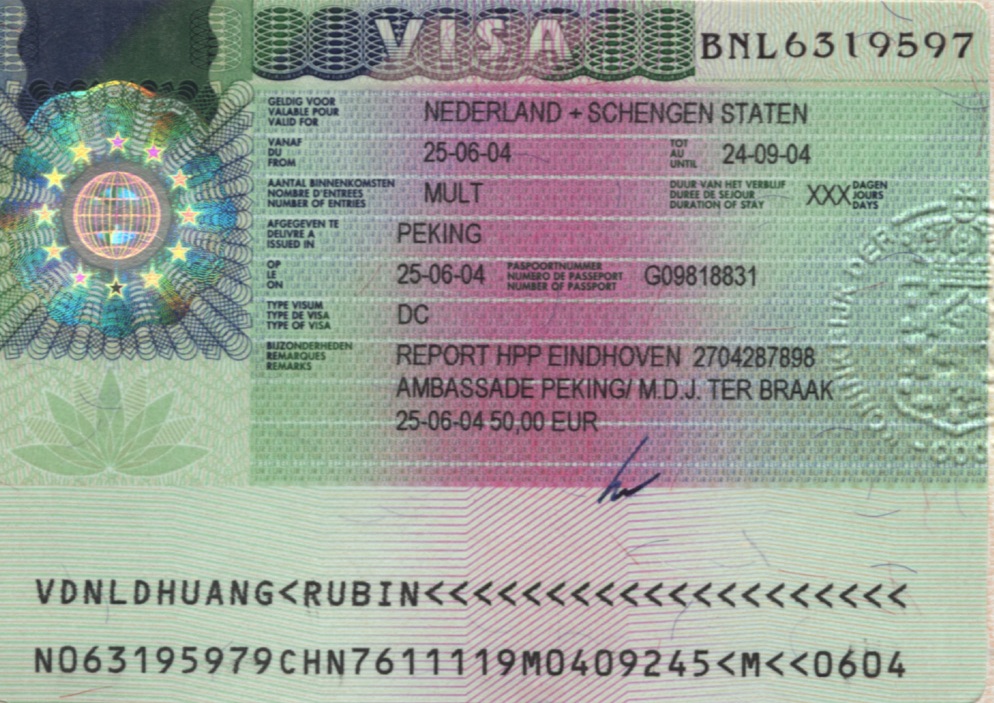 VISA BNL6319597
GELDIG VOOR
VALABLE POUR
VALID FOR
NEDERLAND + SCHENGEN STATEN
VANAF
DU
FROM
25-06-04
TOT
AU
UNTIL
24-09-04
AANTAL BINNENKOMSTEN
NOMBRE D'ENTREES
NUMBER OF ENTRIES
MULT
DUUR VAN HET VERBLIJF
DUREE DE SEJOUR
DURATION OF STAY
XXX
DAGEN
JOURS
DAYS
AFGEGEVEN TE
DELIVRE A
ISSUED IN
PEKING
OP
LE
ON
25-06-04
PASPOORTNUMMER
NUMERO DE PASSEPORT
NUMBER OF PASSPORT
G09818831
TYPE VISUM
TYPE DE VISA
TYPE OF VISA
DC
BIJZONDERHEDEN
REMARQUES
REMARKS
REPORT HPP EINDHOVEN 2704287898
AMBASSADE PEKING/ M.D.J. TER BRAAK
25-06-04 50,00 EUR
VDNLDHUANG<RUBIN<<<<<<<<<<<<<<<<<<<<
N063195979CHN7611119M0409245<M<<0604